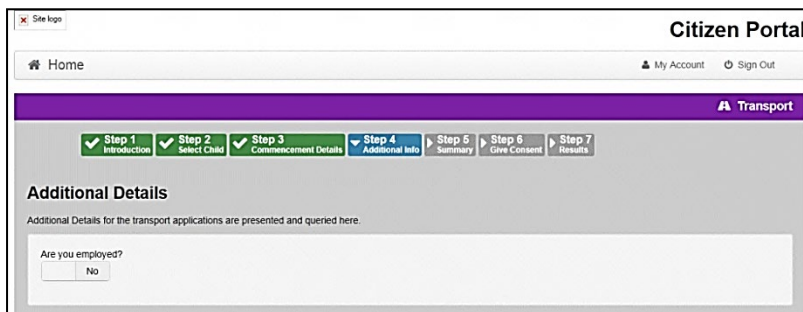 Site logo
Citizen Portal
Home
My Account
Sign Out
Transport
Step 1
Introduction
Step 2
Select Child
Step 3
Commencement Details
Step 4
Additional Info
Step 5
Summary
Step 6
Give Consent
Step 7
Results
Additional Details
Additional Details for the transport applications are presented and queried here.
Are you employed?
No